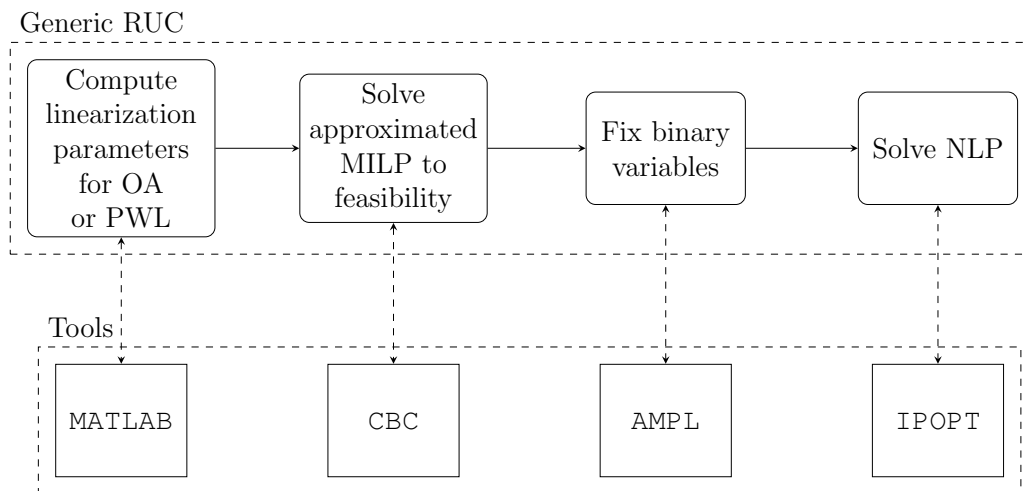 Generic RUC
Compute
linearization
parameters
for OA
or PWL
Solve
approximated
MILP to
feasibility
Fix binary
variables
Solve NLP
Tools
MATLAB
CBC
AMPL
IPOPT